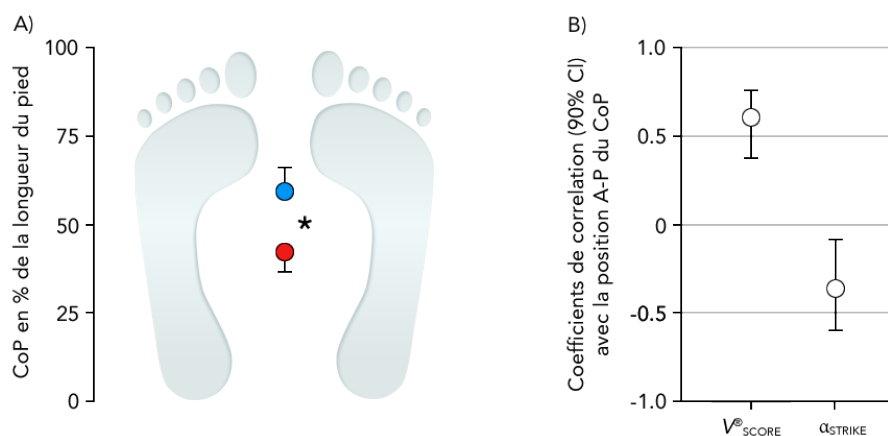 A)
CoP en % de la longueur du pied
100
75
50
25
0
*
B)
Coefficients de correlation (90% CI)
avec la position A-P du CoP
1.0
0.5
0
-0.5
-1.0
V®SCORE
αSTRIKE